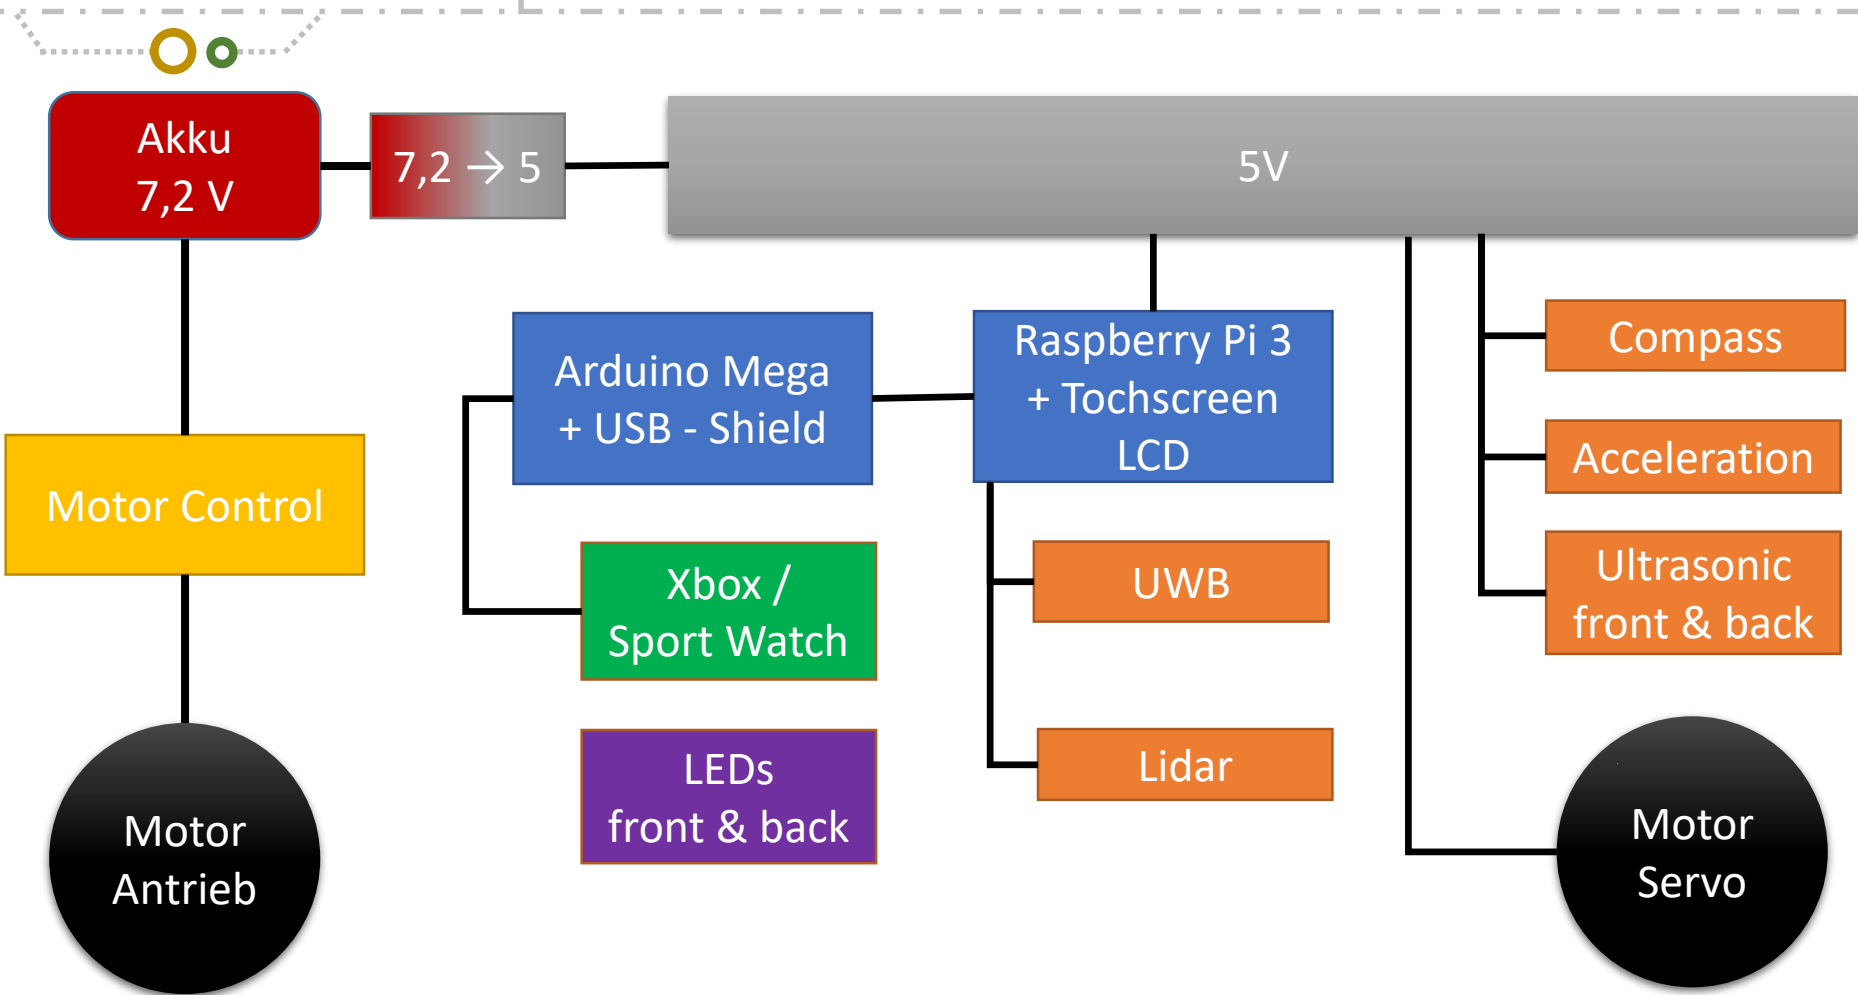 Akku
7,2 V
7,2 → 5
5V
Arduino Mega
+ USB - Shield
Raspberry Pi 3
+ Tochscreen
LCD
Compass
Acceleration
Ultrasonic
front & back
Motor Control
Xbox /
Sport Watch
UWB
LEDs
front & back
Lidar
Motor
Antrieb
Motor
Servo